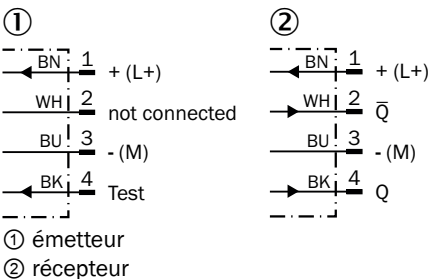 ① ②
BN 1 + (L+)
WH 2 not connected
BU 3 - (M)
BK 4 Test
BN 1 + (L+)
WH 2 Q̅
BU 3 - (M)
BK 4 Q
① émetteur
② récepteur